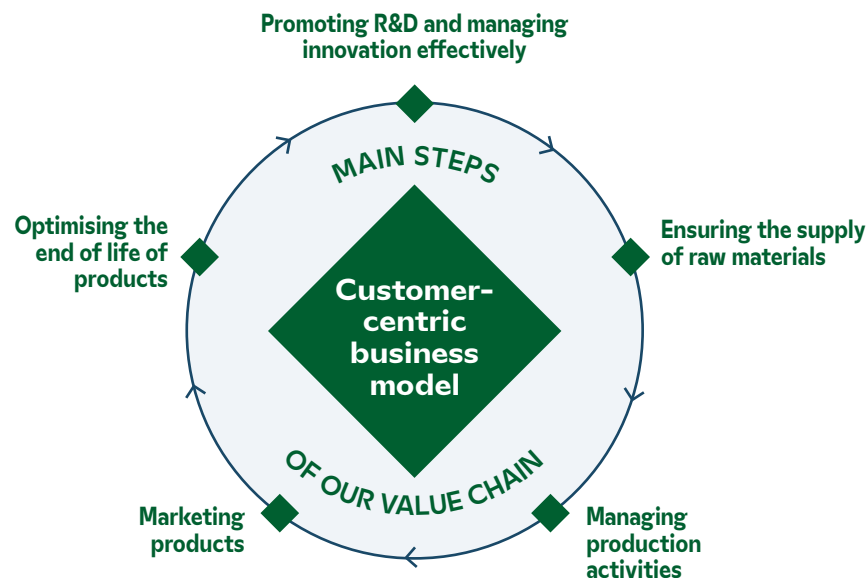 Promoting R&D and managing
innovation effectively
MAIN STEPS
Optimising the
end of life of
products
Ensuring the supply
of raw materials
Customer-
centric
business
model
OF OUR VALUE CHAIN
Marketing
products
Managing
production
activities